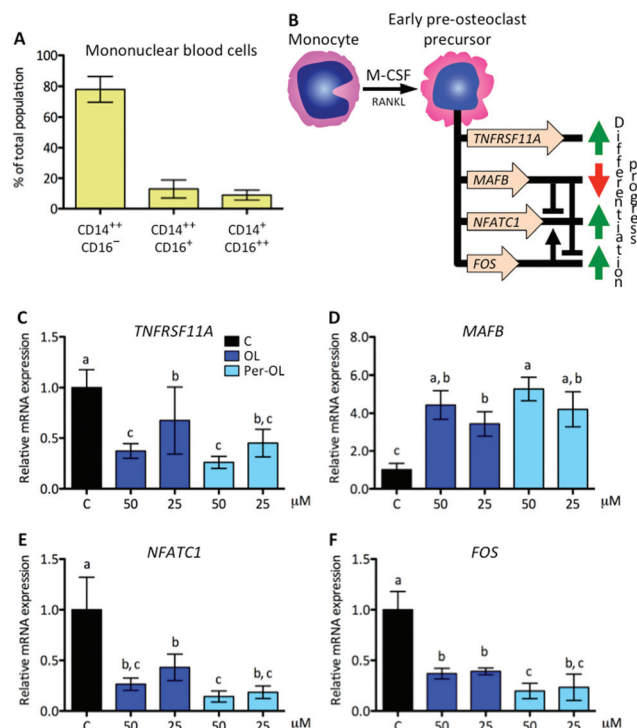 A
Mononuclear blood cells
% of total population
100
80
60
40
20
0
CD14++
CD16−
CD14++
CD16+
CD14+
CD16++
B
Monocyte
Early pre-osteoclast
precursor
M-CSF
RANKL
TNFRSF11A
MAFB
NFATC1
FOS
Differentiation
progress
C
TNFRSF11A
Relative mRNA expression
1.5
1.0
0.5
0.0
a
c
b
c
b, c
C
OL
Per-OL
C
50
25
50
25
µM
D
MAFB
Relative mRNA expression
8.0
6.0
4.0
2.0
0.0
c
a, b
b
a
a, b
C
50
25
50
25
E
NFATC1
Relative mRNA expression
1.5
1.0
0.5
0.0
a
b, c
b
c
b, c
C
50
25
50
25
µM
F
FOS
Relative mRNA expression
1.5
1.0
0.5
0.0
a
b
b
c
b, c
C
50
25
50
25